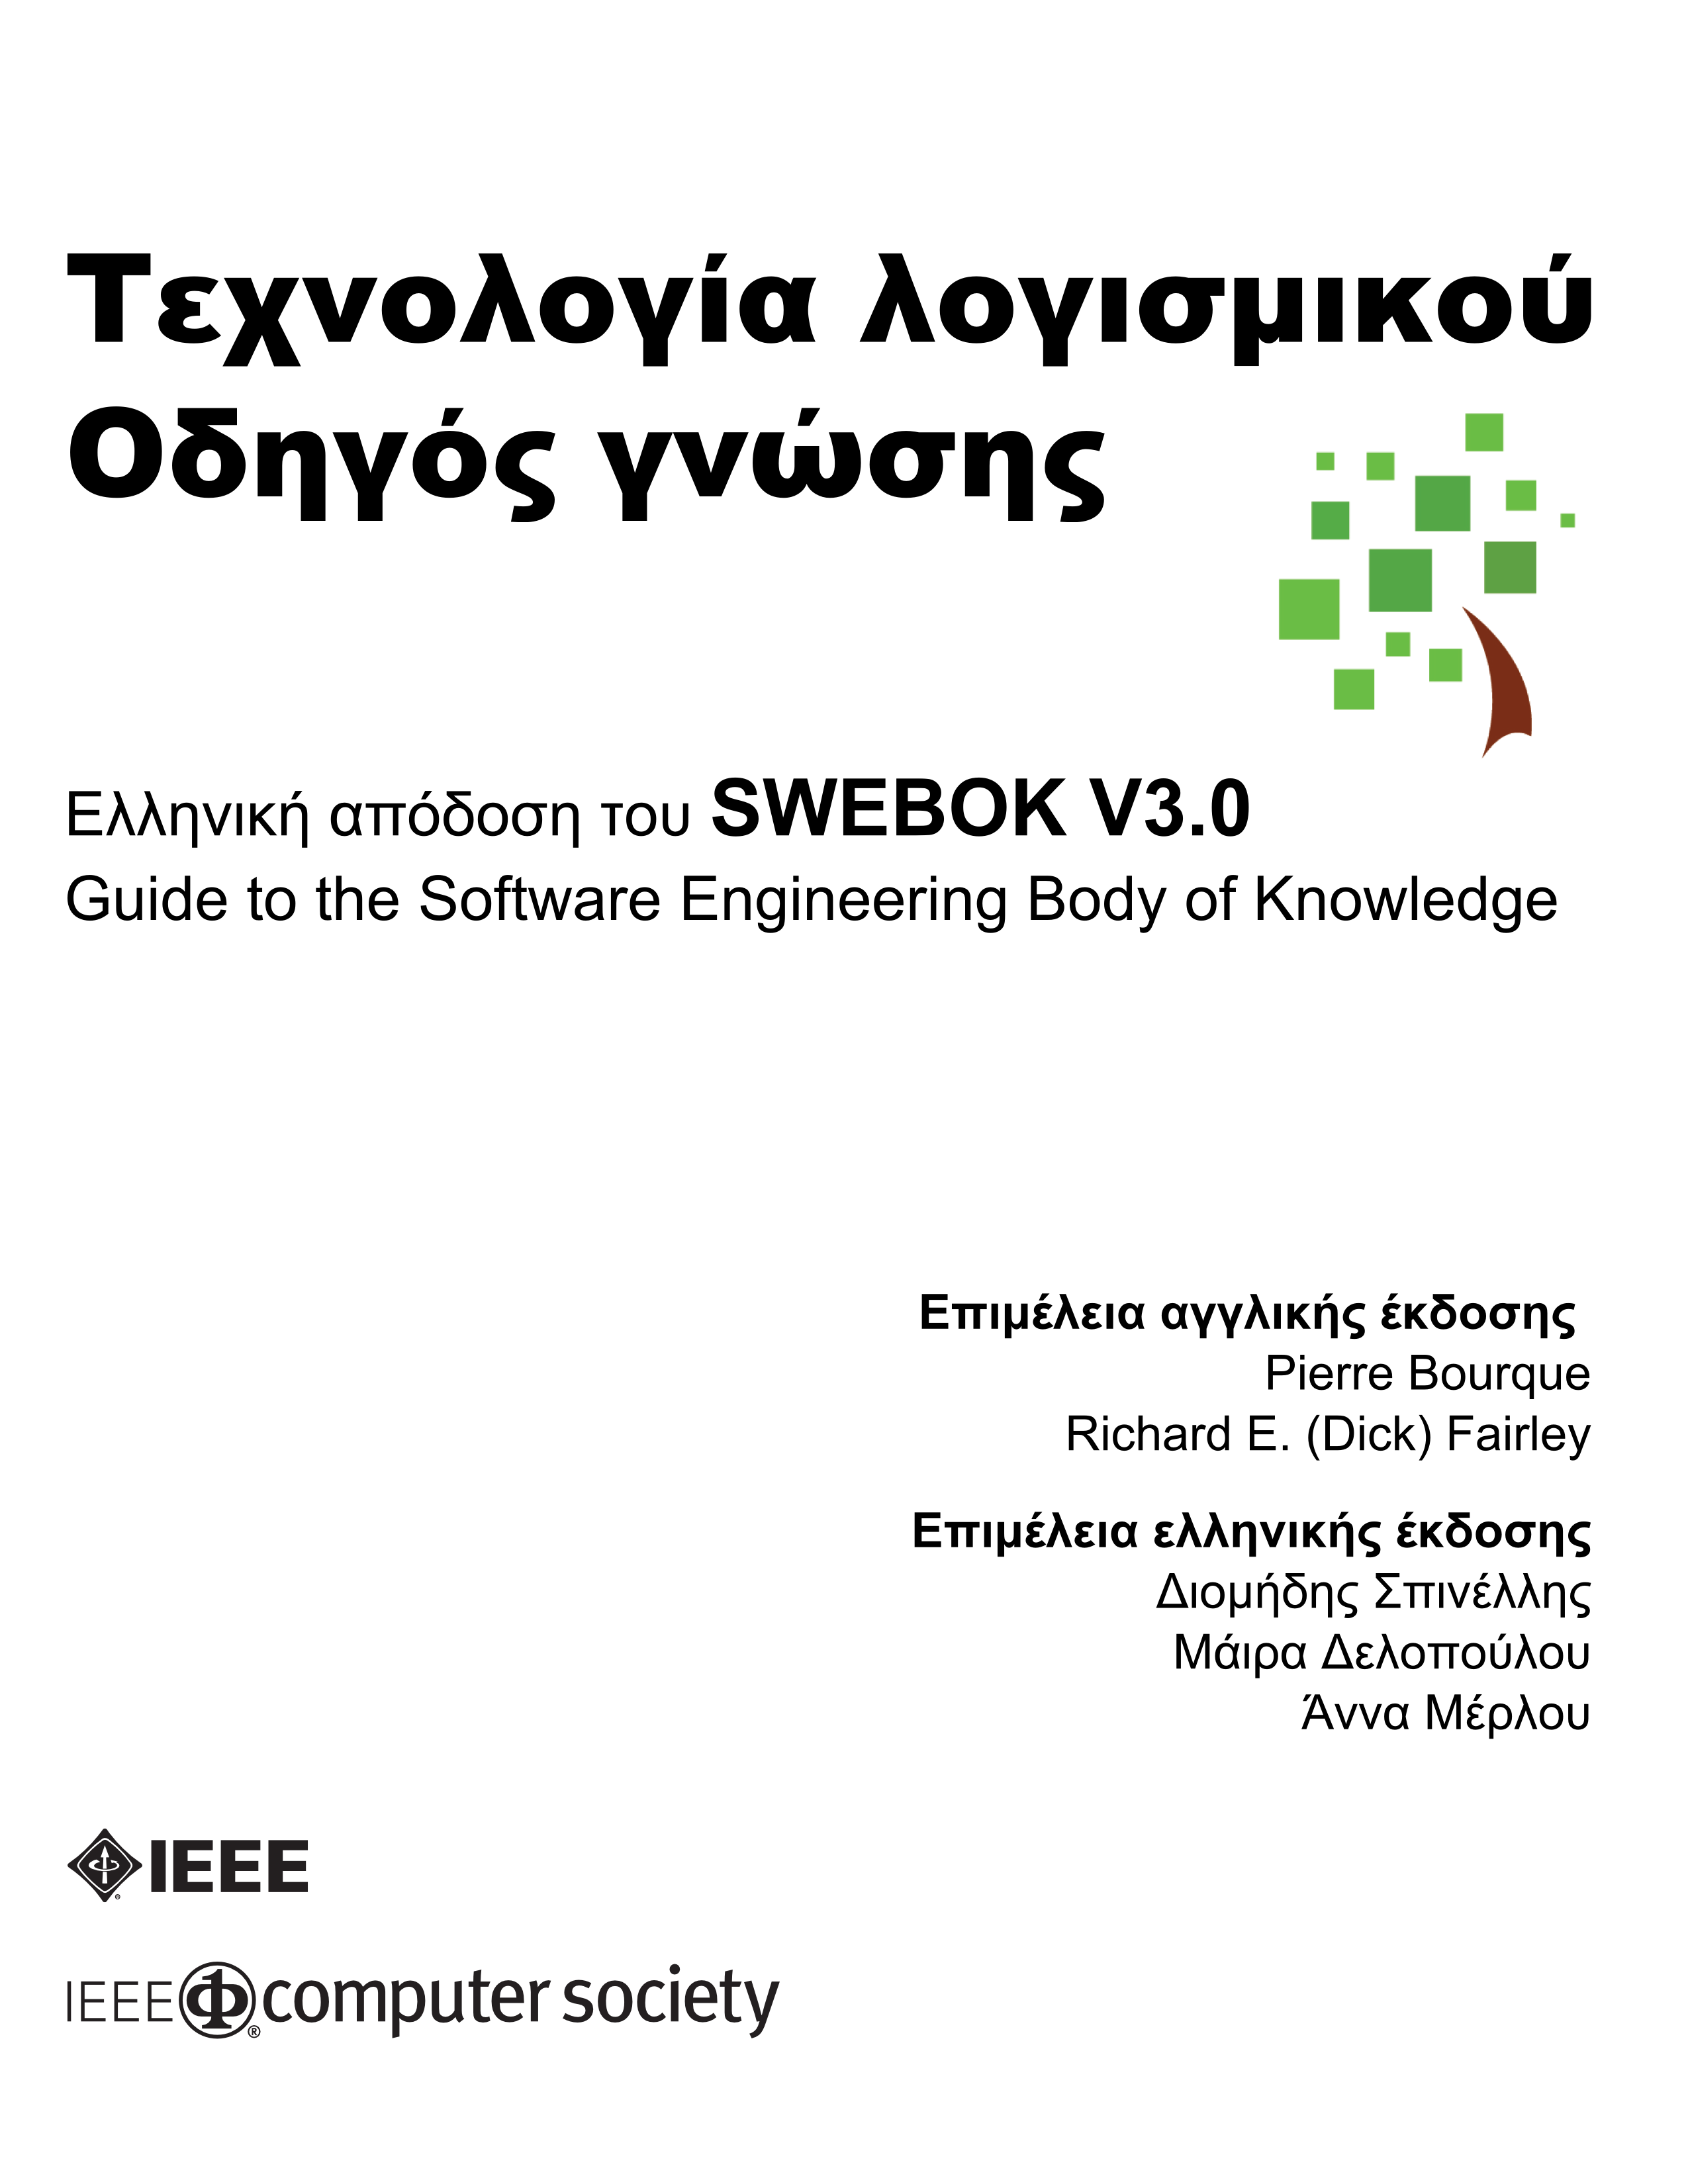 Τεχνολογία λογισμικού
Οδηγός γνώσης
Ελληνική απόδοση του SWEBOK V3.0
Guide to the Software Engineering Body of Knowledge
Επιμέλεια αγγλικής έκδοσης
Pierre Bourque
Richard E. (Dick) Fairley
Επιμέλεια ελληνικής έκδοσης
Διομήδης Σπινέλλης
Μάιρα Δελοπούλου
Άννα Μέρλου
IEEE
IEEE computer society